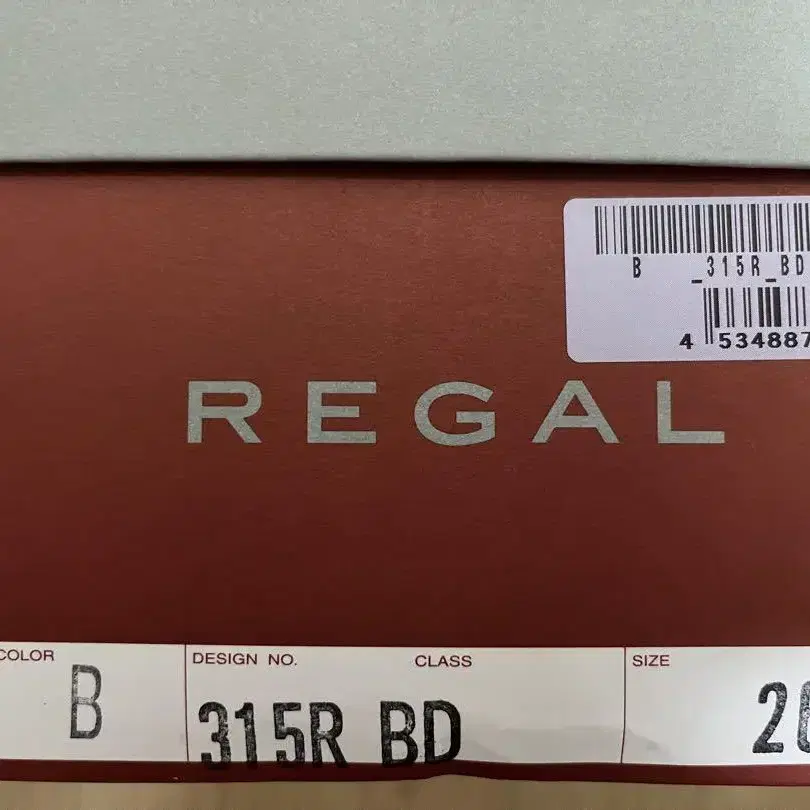 B _315R_BD
4 534887
REGAL
COLOR DESIGN NO. CLASS SIZE
B 315R BD